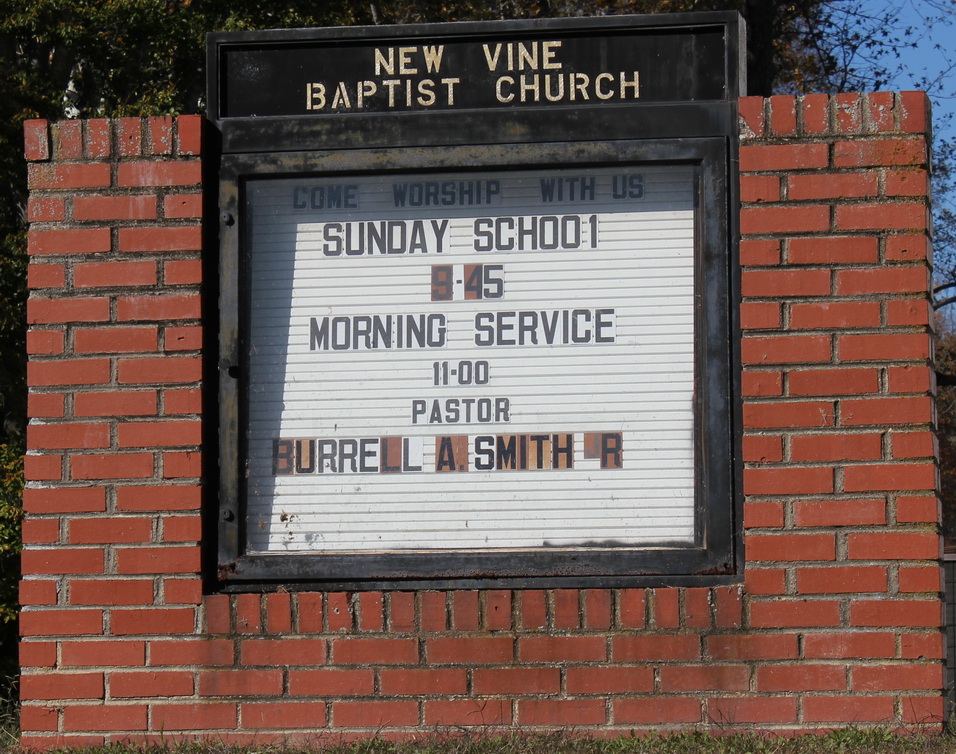 NEW VINE
BAPTIST CHURCH
COME WORSHIP WITH US
SUNDAY SCHOO1
9-45
MORNING SERVICE
11-00
PASTOR
BURRELL A. SMITH JR